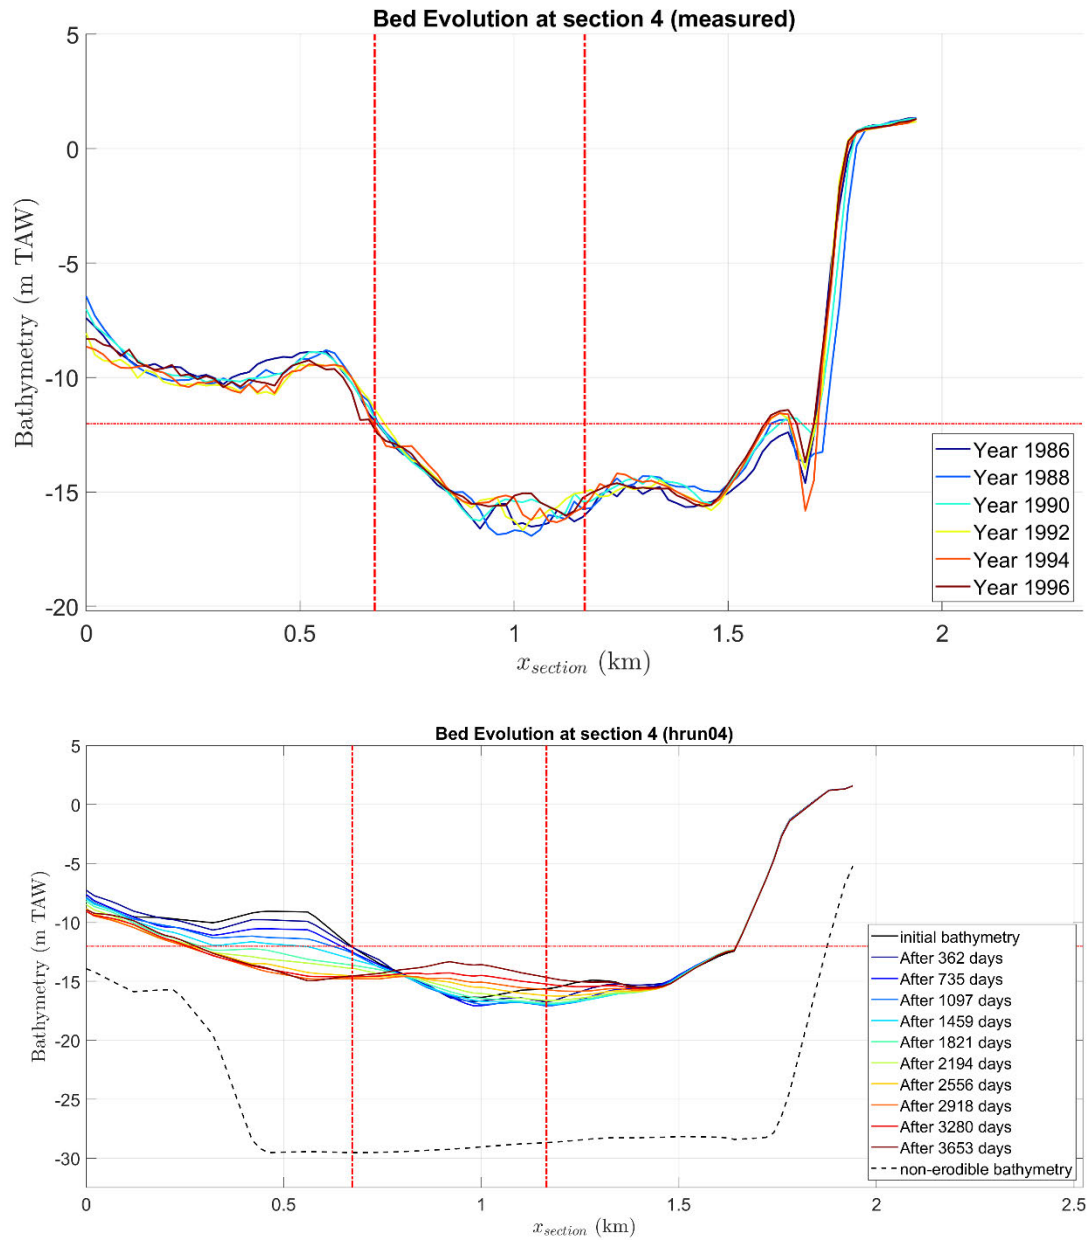 Bed Evolution at section 4 (measured)
5
0
-5
-10
-15
-20
Bathymetry (m TAW)
0
0.5
1
1.5
2
x_section (km)
Year 1986
Year 1988
Year 1990
Year 1992
Year 1994
Year 1996
Bed Evolution at section 4 (hrun04)
5
0
-5
-10
-15
-20
-25
-30
Bathymetry (m TAW)
0
0.5
1
1.5
2
2.5
x_section (km)
initial bathymetry
After 362 days
After 735 days
After 1097 days
After 1459 days
After 1821 days
After 2194 days
After 2556 days
After 2918 days
After 3280 days
After 3653 days
non-erodible bathymetry